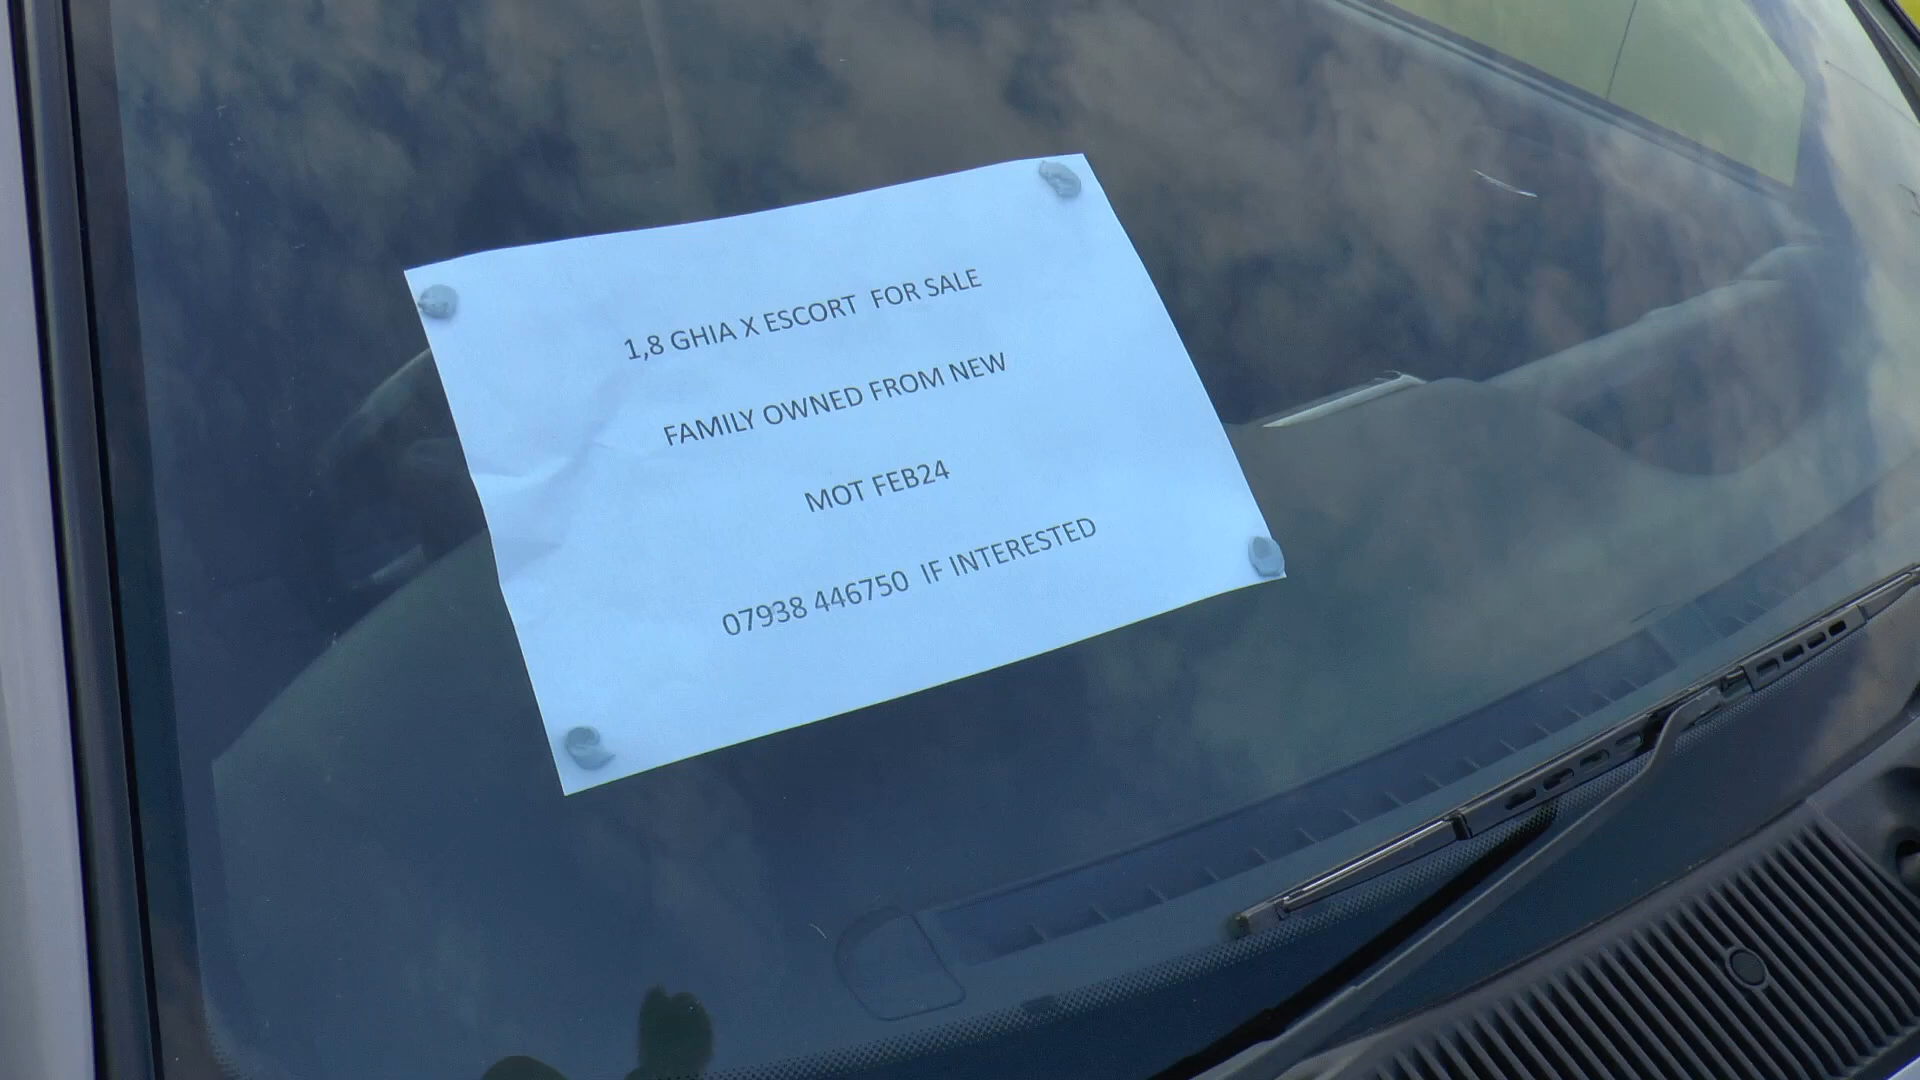 1,8 GHIA X ESCORT FOR SALE
FAMILY OWNED FROM NEW
MOT FEB24
07938 446750 IF INTERESTED